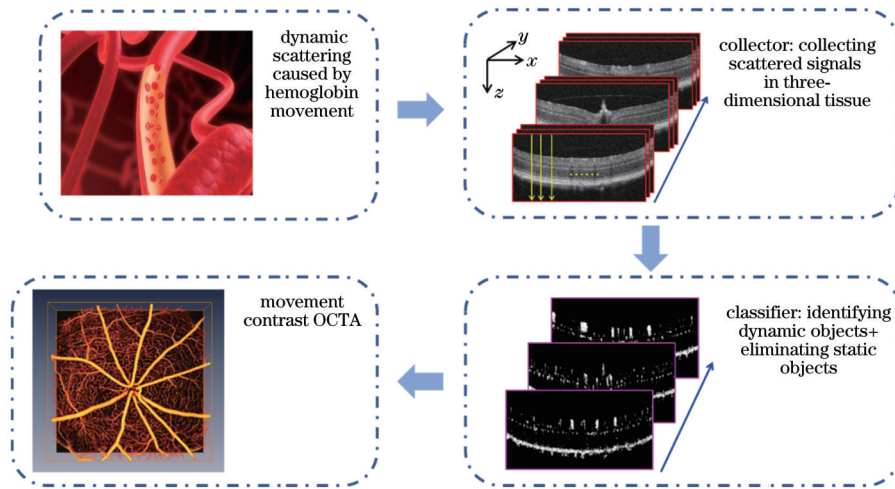 dynamic
scattering
caused by
hemoglobin
movement
y
x
z
collector: collecting
scattered signals
in three-
dimensional tissue
movement
contrast OCTA
classifier: identifying
dynamic objects+
eliminating static
objects